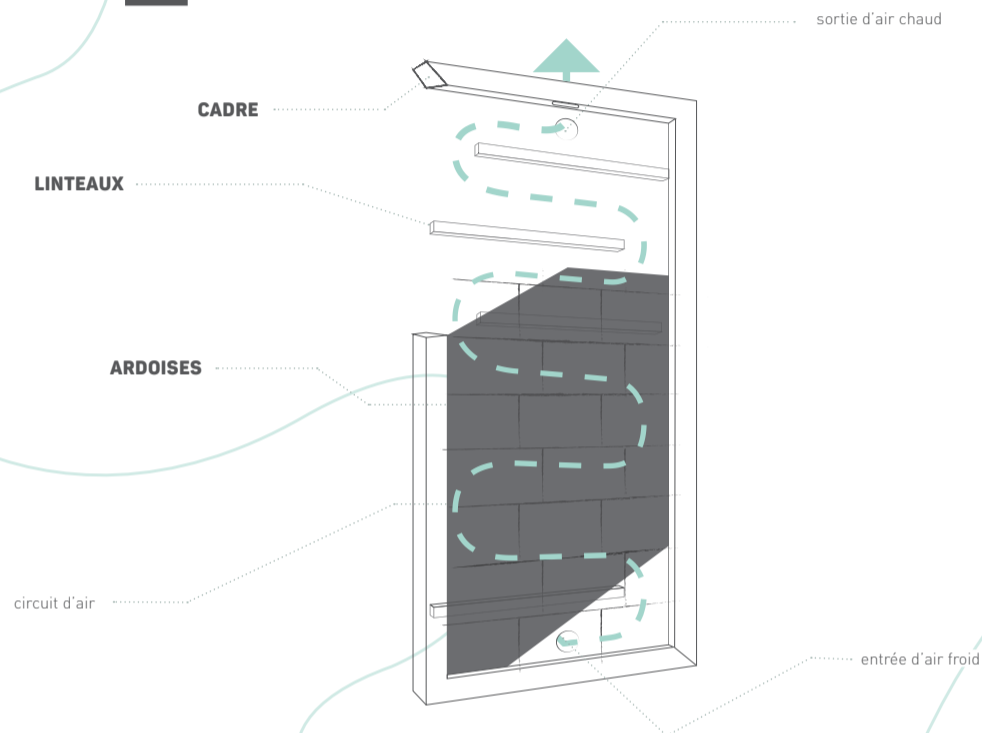 sortie d'air chaud
CADRE
LINTEAUX
ARDOISES
circuit d'air
entrée d'air froid